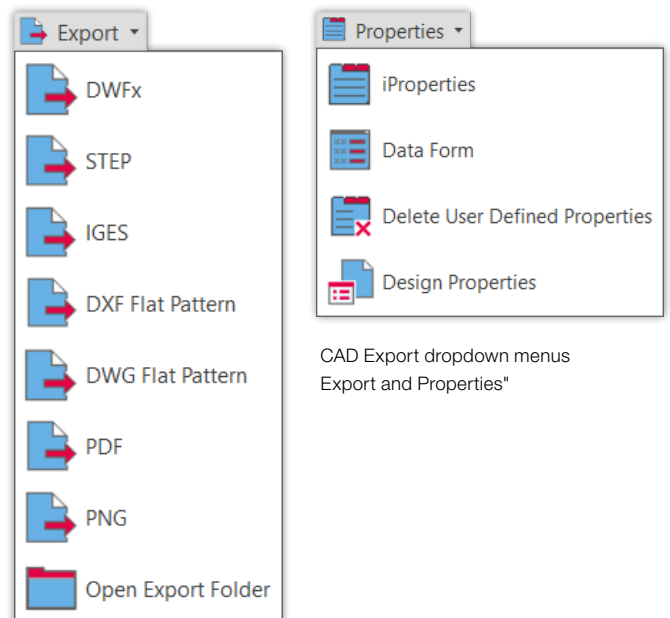 Export
DWFx
STEP
IGES
DXF Flat Pattern
DWG Flat Pattern
PDF
PNG
Open Export Folder
Properties
iProperties
Data Form
Delete User Defined Properties
Design Properties
CAD Export dropdown menus
Export and Properties"